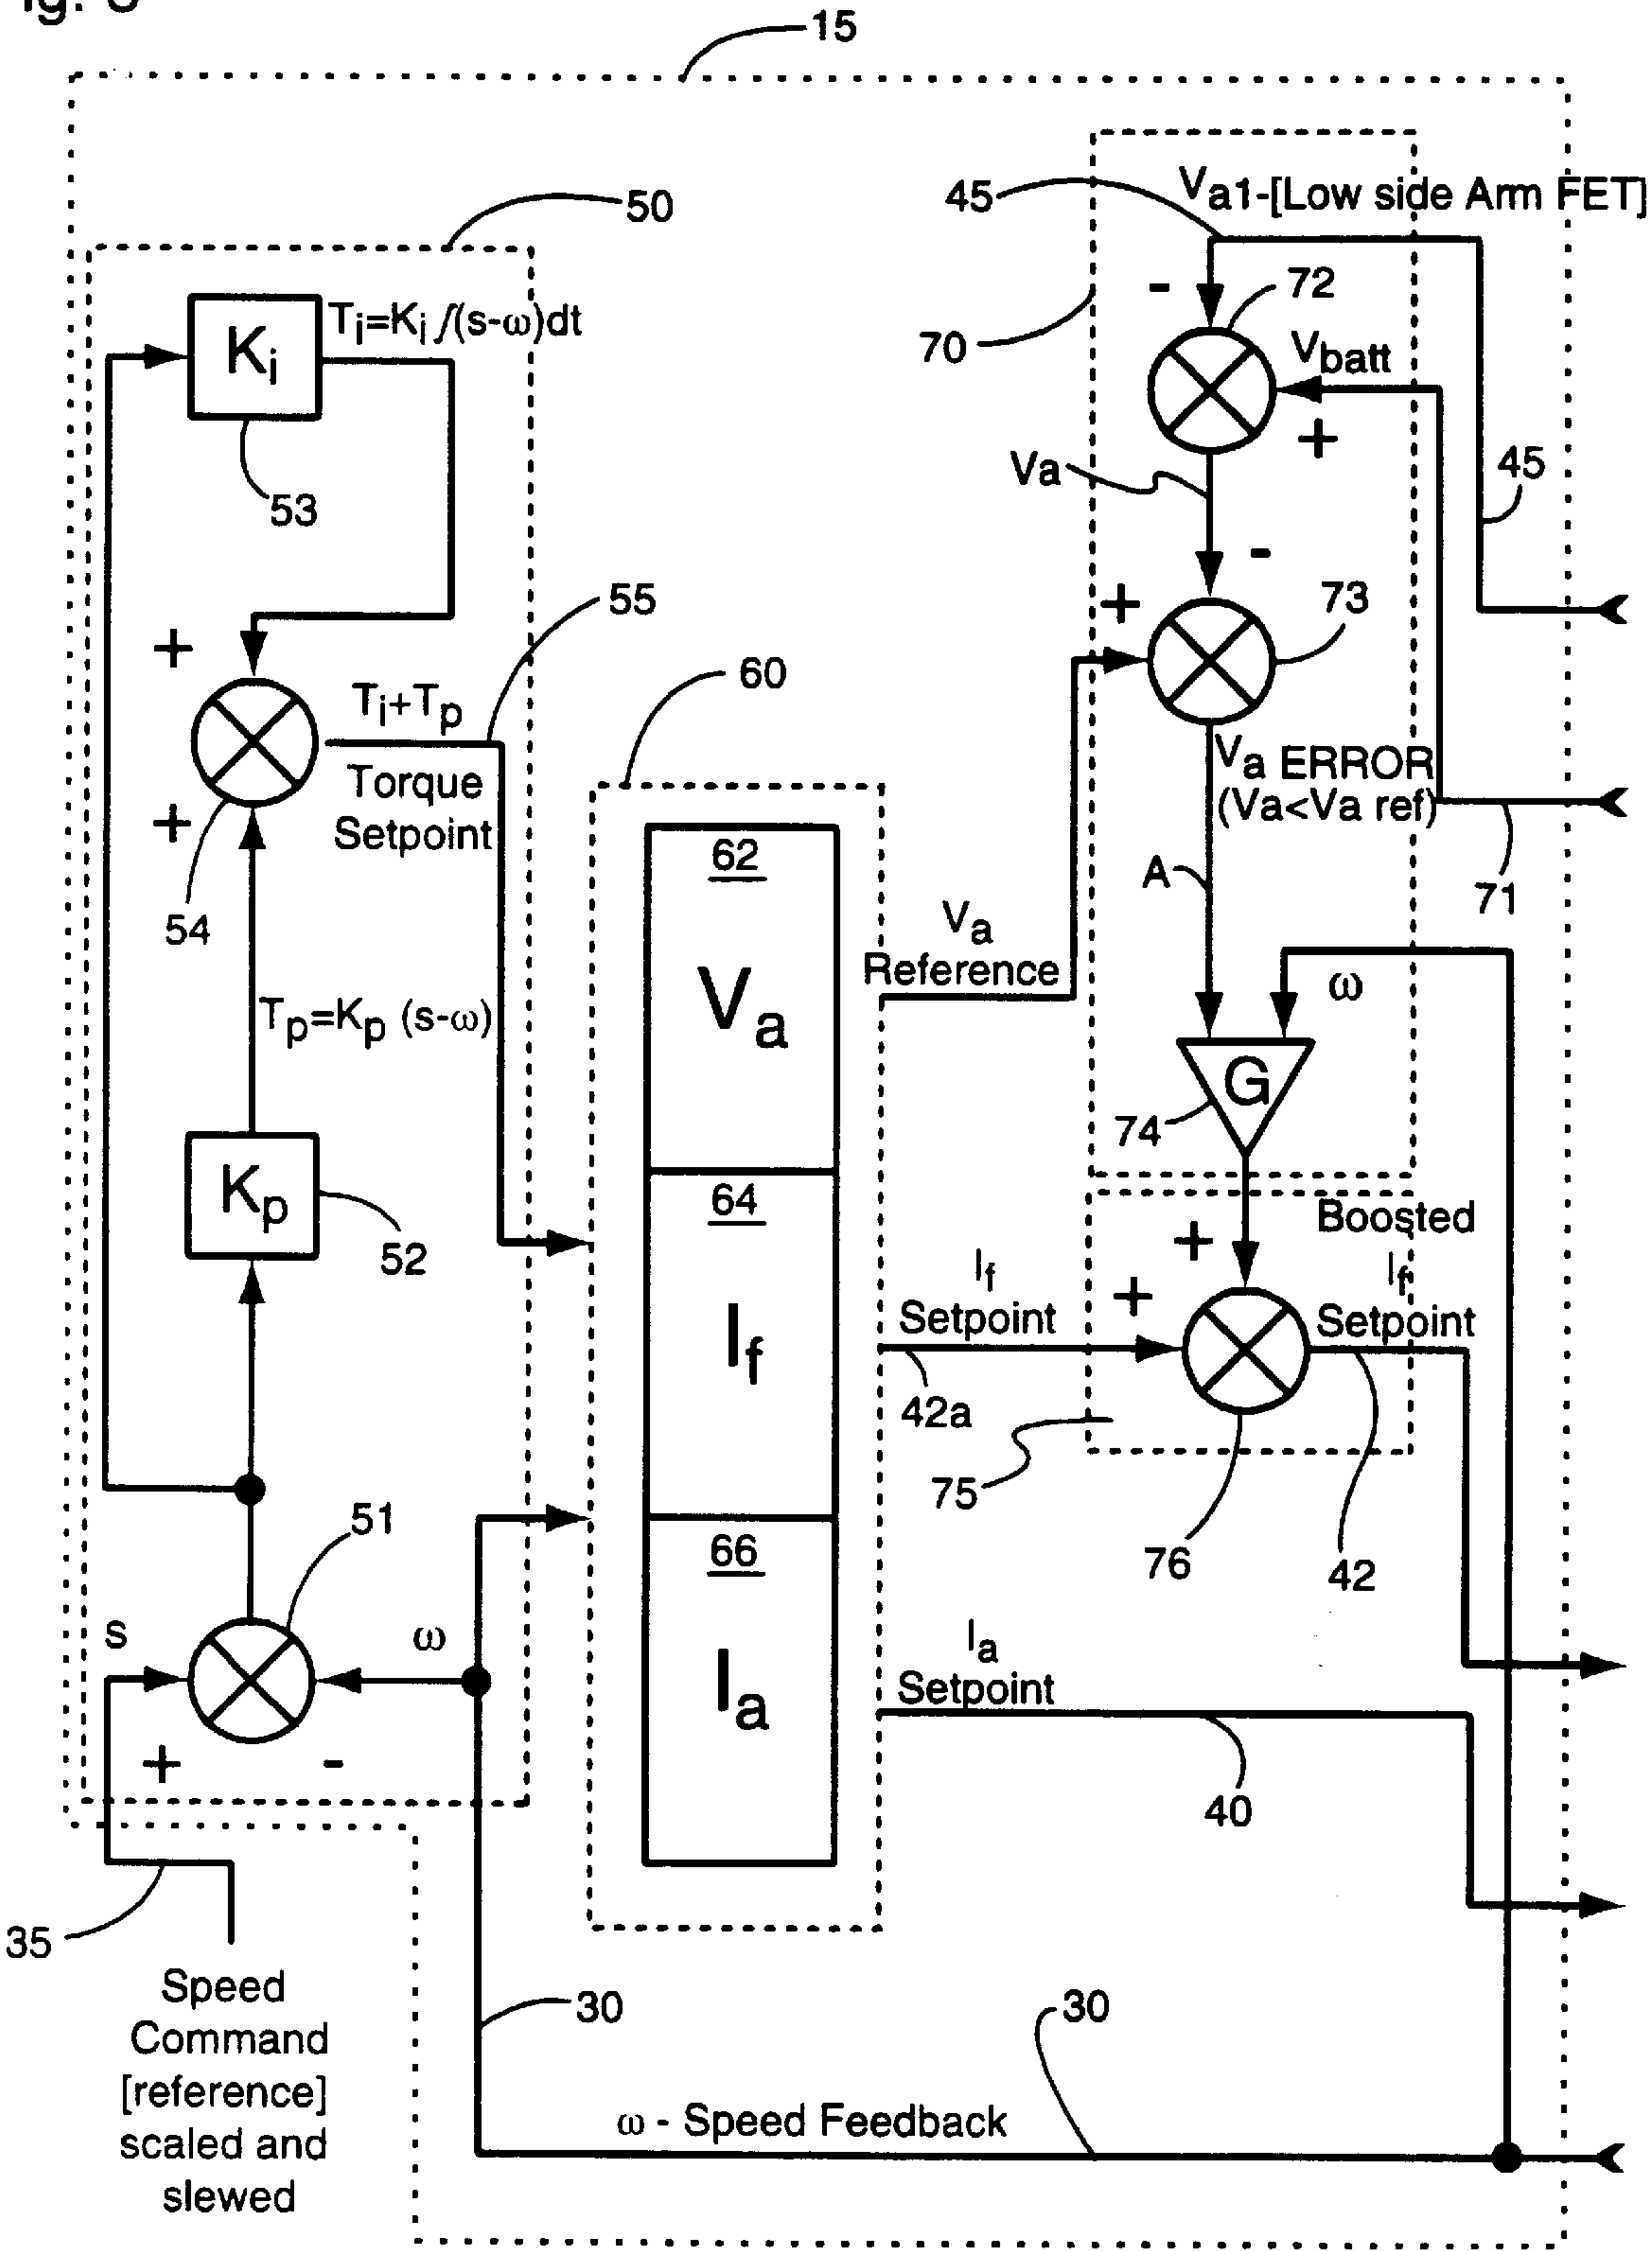 15
50
45
Va1-[Low side Arm FET]
-
72
70
Vbatt
+
Ki
Ti=Ki ∫(s-ω)dt
53
Va
45
-
+
73
55
+
Ti+Tp
Torque
Setpoint
+
54
60
Va ERROR
(Va<Va ref)
A
71
62
Va
Va
Reference
ω
Tp=Kp (s-ω)
G
74
Kp
52
64
If
Boosted
If
Setpoint
+
+
If
Setpoint
42a
42
75
76
51
s
ω
+
-
66
Ia
Ia
Setpoint
40
35
Speed
Command
[reference]
scaled and
slewed
30
30
ω - Speed Feedback